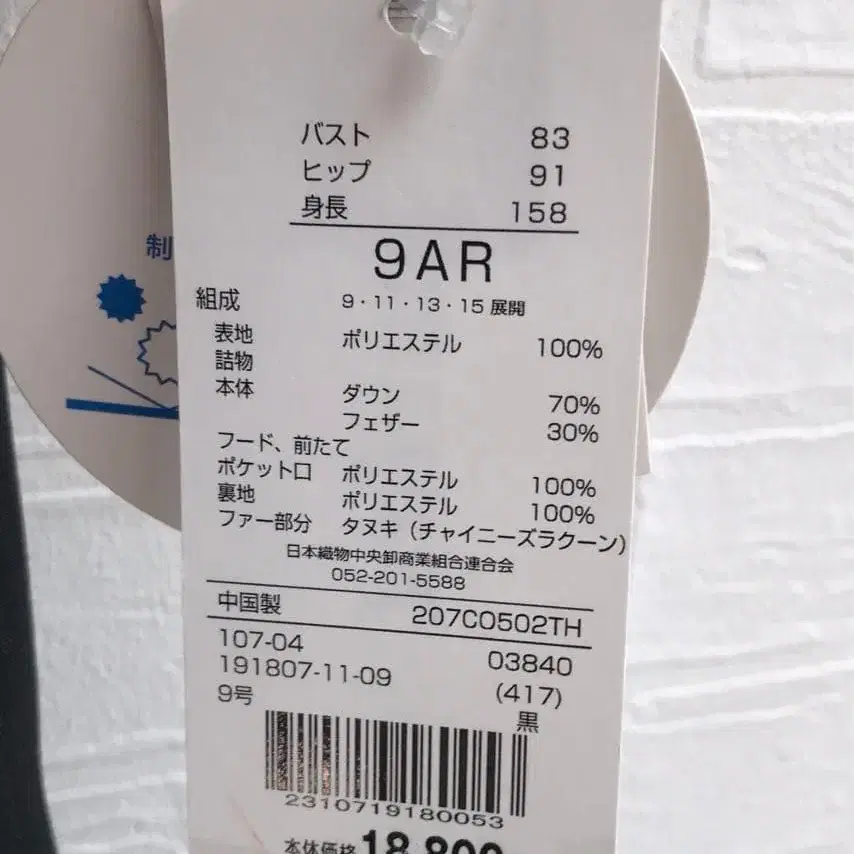 バスト 83
ヒップ 91
身長 158
9AR
組成 9・11・13・15 展開
表地 ポリエステル 100%
詰物
本体 ダウン 70%
フェザー 30%
フード、前たて
ポケット口 ポリエステル 100%
裏地 ポリエステル 100%
ファー部分 タヌキ(チャイニーズラクーン)
日本織物中央卸商業組合連合会
052-201-5588
中国製 207C0502TH
107-04 03840
191807-11-09 (417)
9号 黒
2310719180053
本体価格
制